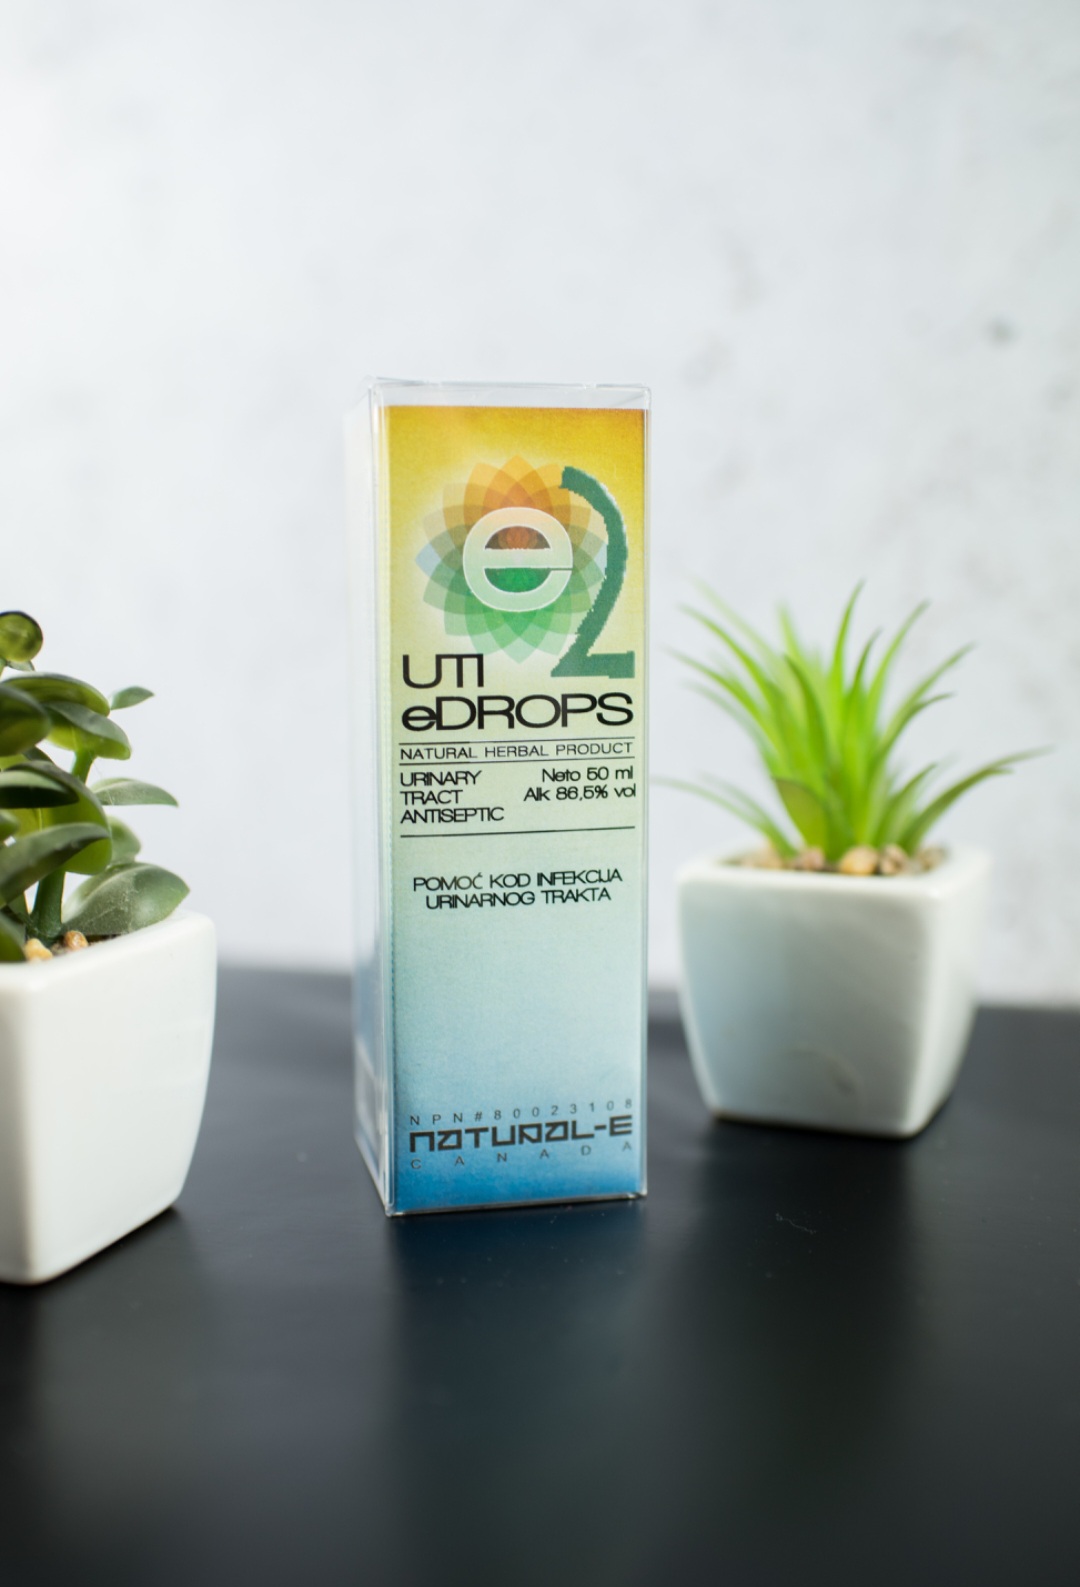 e2
UTI
eDROPS
NATURAL HERBAL PRODUCT
URINARY
TRACT
ANTISEPTIC
Neto 50 ml
Alk 86,5% vol
POMOĆ KOD INFEKCIJA
URINARNOG TRAKTA
NPN#80023108
NATURAL-E
CANADA